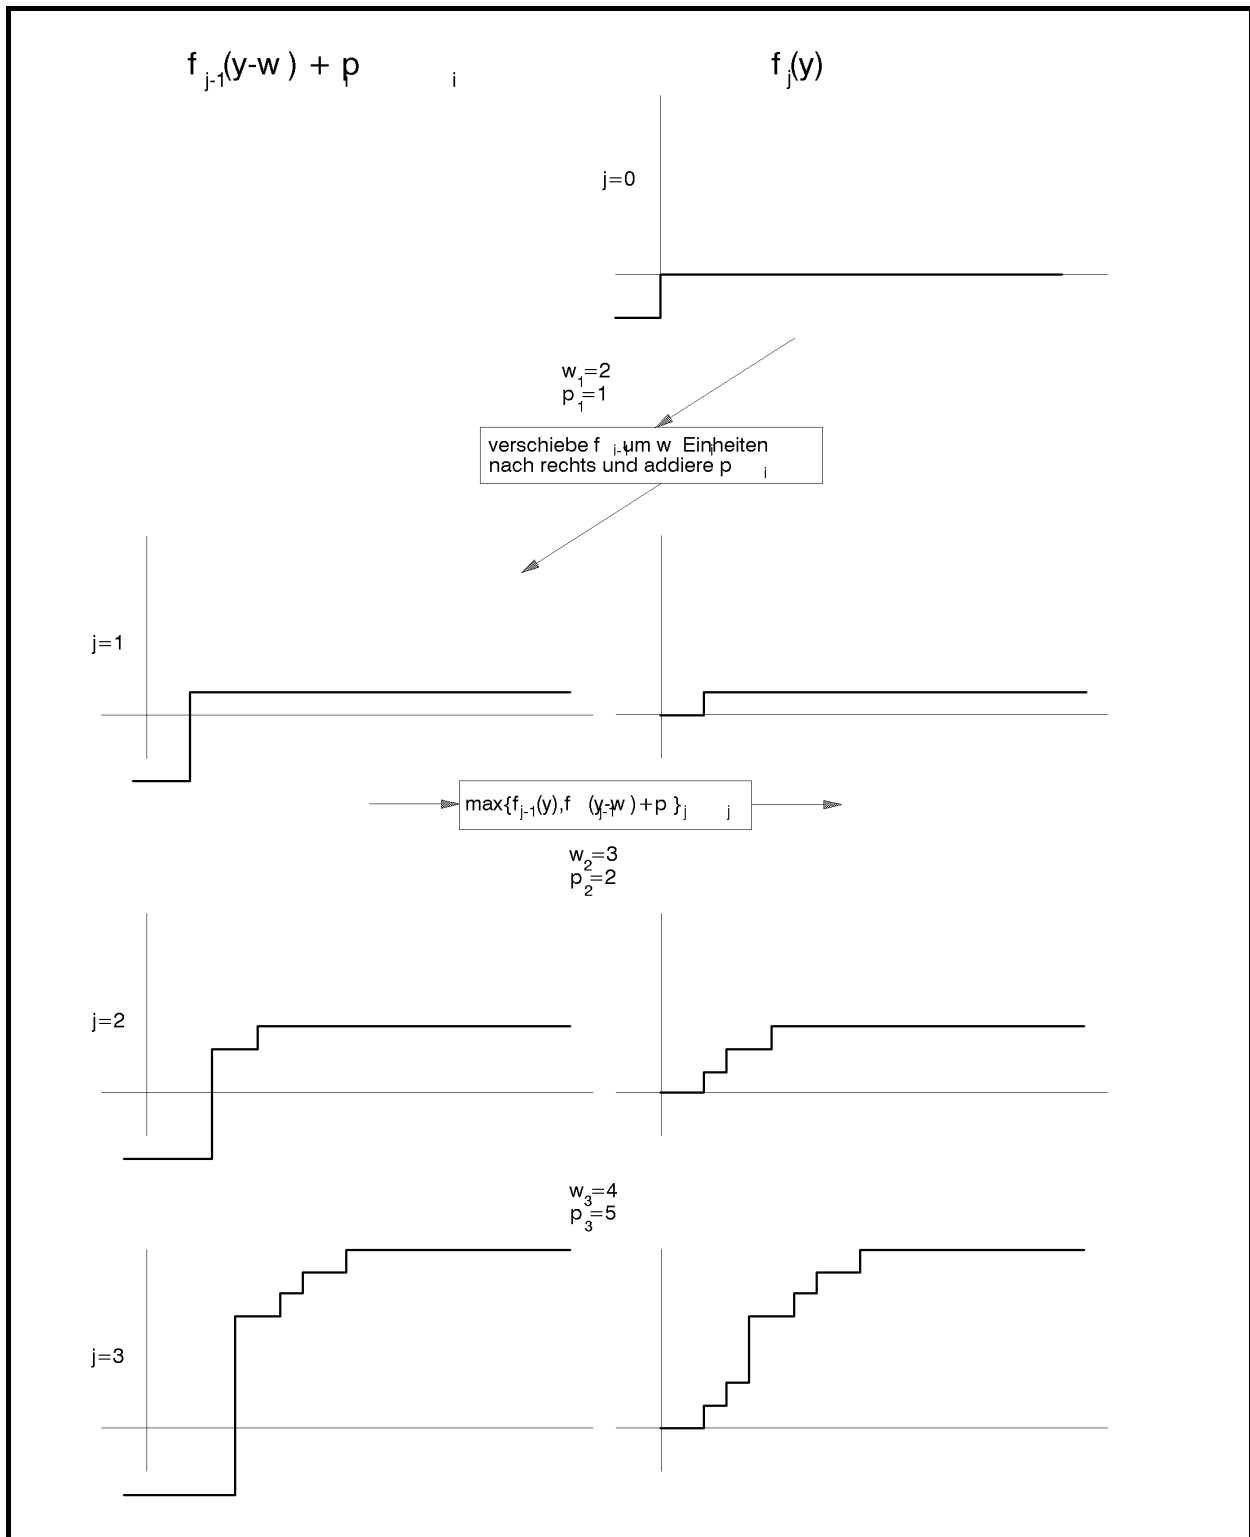 f j-1(y-w ) + p i i
f j(y)
j=0
w1=2
p1=1
verschiebe f i-1 um w i Einheiten
nach rechts und addiere p i
j=1
max{f j-1(y),f j-1(y-w )+p } j j
w2=3
p2=2
j=2
w3=4
p3=5
j=3